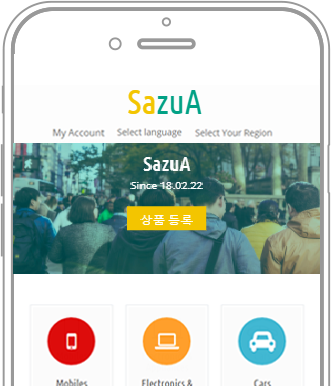 SazuA
My Account Select language Select Your Region
SazuA
Since 18.02.22
상품 등록
Mobiles Electronics & Cars